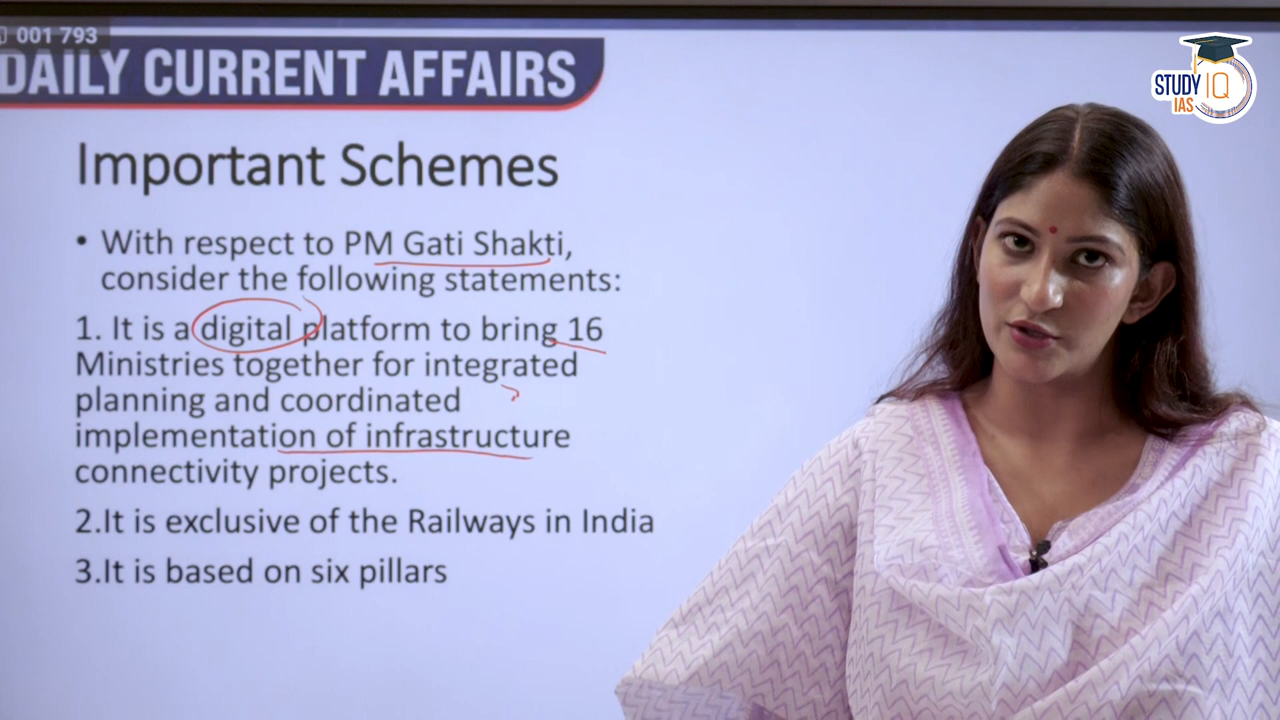 001 793
DAILY CURRENT AFFAIRS
STUDY IQ
IAS
Important Schemes
• With respect to PM Gati Shakti,
consider the following statements:
1. It is a digital platform to bring 16
Ministries together for integrated
planning and coordinated
implementation of infrastructure
connectivity projects.
2.It is exclusive of the Railways in India
3.It is based on six pillars